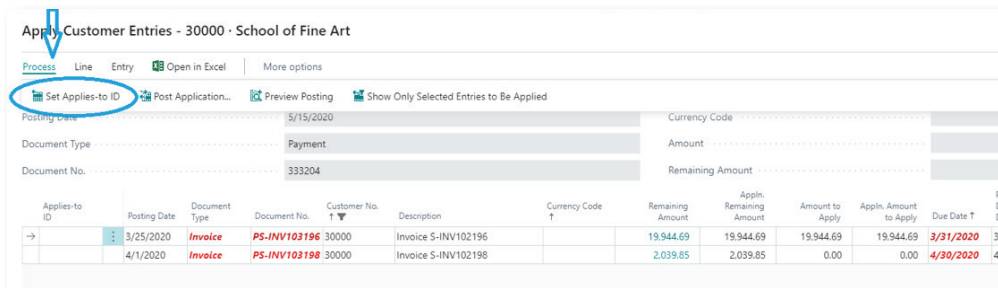 Apply Customer Entries - 30000 · School of Fine Art
Process Line Entry Open in Excel More options
Set Applies-to ID Post Application... Preview Posting Show Only Selected Entries to Be Applied
Posting Date 5/15/2020 Currency Code
Document Type Payment Amount
Document No. 333204 Remaining Amount
Applies-to ID Posting Date Document Type Document No. ↑ Customer No. Description Currency Code ↑ Remaining Amount Appln. Remaining Amount Amount to Apply Appln. Amount to Apply Due Date ↑
→ 3/25/2020 Invoice PS-INV103196 30000 Invoice S-INV102196 19,944.69 19,944.69 19,944.69 19,944.69 3/31/2020 3
4/1/2020 Invoice PS-INV103198 30000 Invoice S-INV102198 2,039.85 2,039.85 0.00 0.00 4/30/2020 4